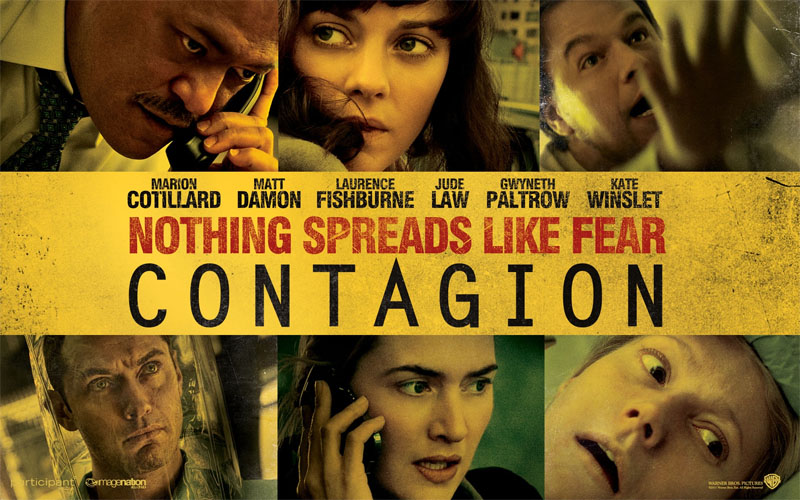 MARION MATT LAURENCE JUDE GWYNETH KATE
COTILLARD DAMON FISHBURNE LAW PALTROW WINSLET
NOTHING SPREADS LIKE FEAR
CONTAGION
participant imagenation
WARNER BROS. PICTURES